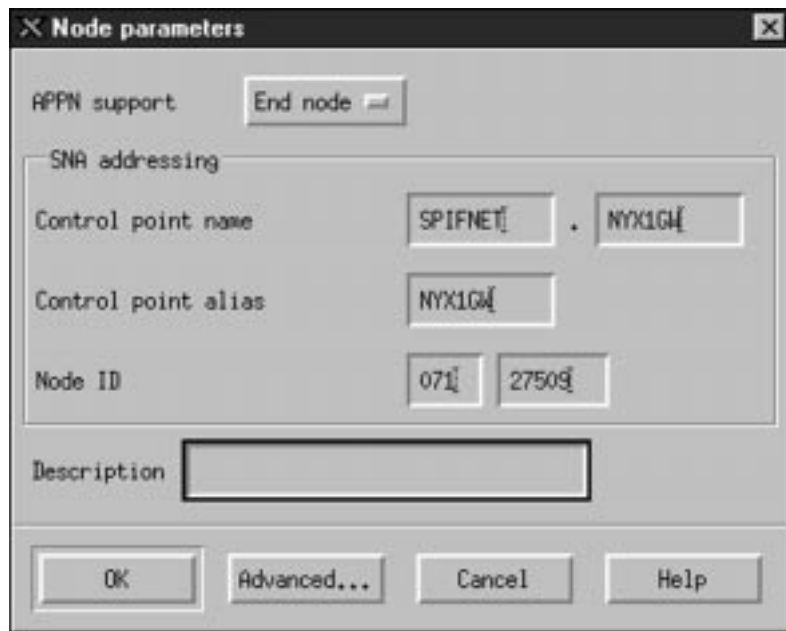 Node parameters
APPN support End node
SNA addressing
Control point name SPIFNET . NYX1GW
Control point alias NYX1GW
Node ID 071 27509
Description
OK Advanced... Cancel Help